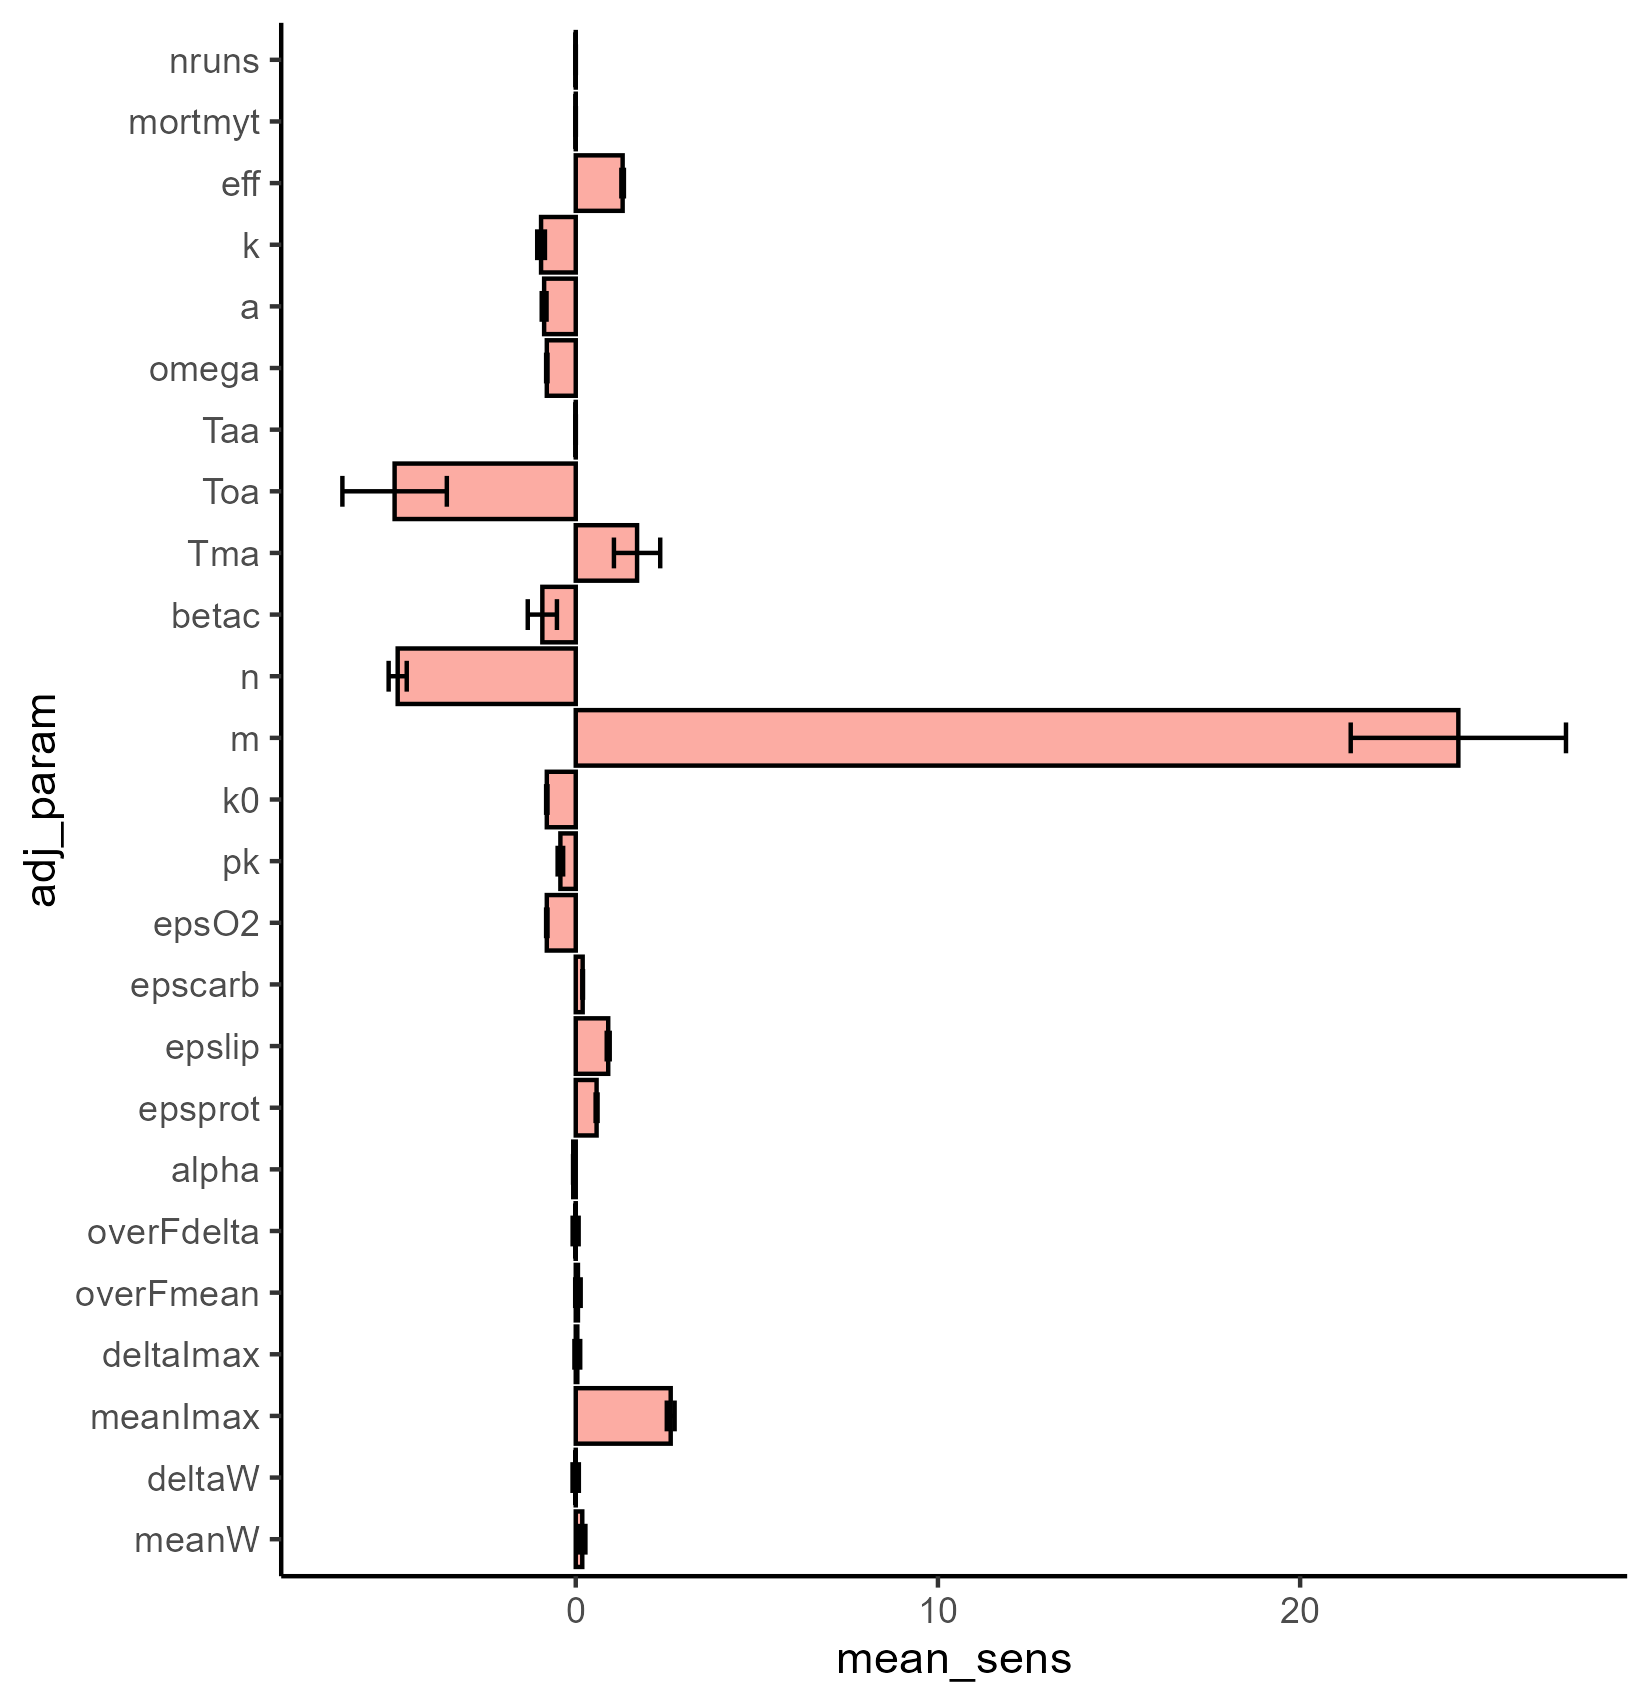 nruns
mortmyt
eff
k
a
omega
Taa
Toa
Tma
betac
n
m
k0
pk
epsO2
epscarb
epslip
epsprot
alpha
overFdelta
overFmean
deltaImax
meanImax
deltaW
meanW
adj_param
0 10 20
mean_sens